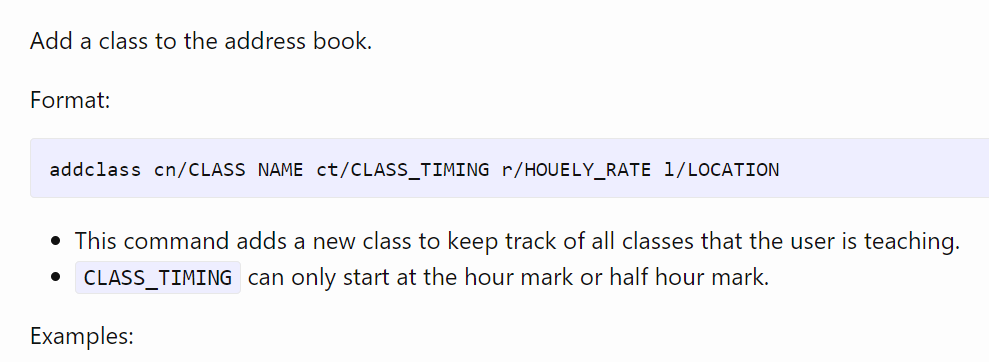 Add a class to the address book.
Format:
addclass cn/CLASS NAME ct/CLASS_TIMING r/HOUELY_RATE l/LOCATION
This command adds a new class to keep track of all classes that the user is teaching.
CLASS_TIMING can only start at the hour mark or half hour mark.
Examples: